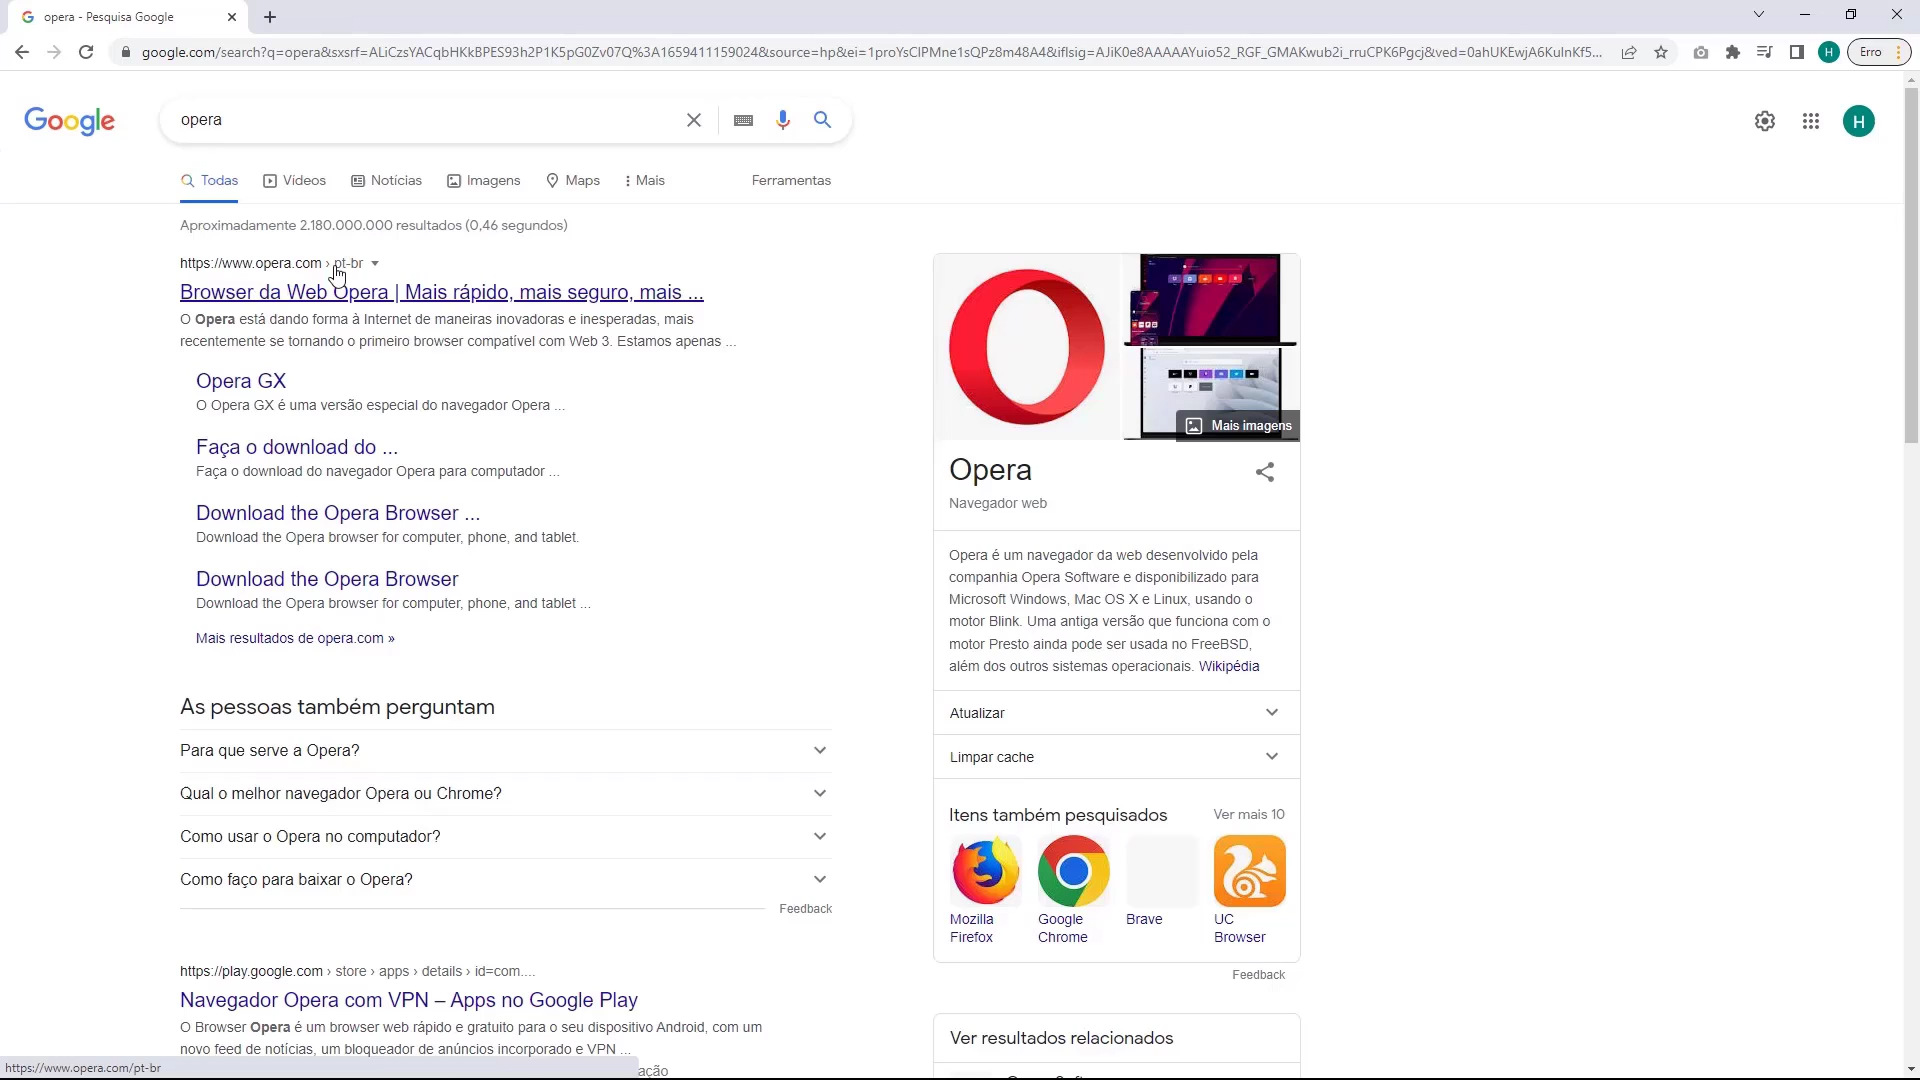 opera - Pesquisa Google
google.com/search?q=opera&sxsrf=ALiCzsYACqbHKkBPES93h2P1K5pG0Zv07Q%3A1659411159024&source=hp&ei=1proYsClPMne1sQPz8m48A4&iflsig=AJiK0e8AAAAAYuio52_RGF_GMAKwub2i_rruCPK6Pgcj&ved=0ahUKEwjA6KulnKf5...
H
Erro
Google
opera
H
Todas
Vídeos
Notícias
Imagens
Maps
Mais
Ferramentas
Aproximadamente 2.180.000.000 resultados (0,46 segundos)
https://www.opera.com › pt-br
Browser da Web Opera | Mais rápido, mais seguro, mais ...
O Opera está dando forma à Internet de maneiras inovadoras e inesperadas, mais
recentemente se tornando o primeiro browser compatível com Web 3. Estamos apenas ...
Opera GX
O Opera GX é uma versão especial do navegador Opera ...
Faça o download do ...
Faça o download do navegador Opera para computador ...
Download the Opera Browser ...
Download the Opera browser for computer, phone, and tablet.
Download the Opera Browser
Download the Opera browser for computer, phone, and tablet ...
Mais resultados de opera.com »
As pessoas também perguntam
Para que serve a Opera?
Qual o melhor navegador Opera ou Chrome?
Como usar o Opera no computador?
Como faço para baixar o Opera?
Feedback
https://play.google.com › store › apps › details › id=com....
Navegador Opera com VPN – Apps no Google Play
O Browser Opera é um browser web rápido e gratuito para o seu dispositivo Android, com um
novo feed de notícias, um bloqueador de anúncios incorporado e VPN ...
ação
https://www.opera.com/pt-br
Mais imagens
Opera
Navegador web
Opera é um navegador da web desenvolvido pela
companhia Opera Software e disponibilizado para
Microsoft Windows, Mac OS X e Linux, usando o
motor Blink. Uma antiga versão que funciona com o
motor Presto ainda pode ser usada no FreeBSD,
além dos outros sistemas operacionais. Wikipédia
Atualizar
Limpar cache
Itens também pesquisados
Ver mais 10
Mozilla
Firefox
Google
Chrome
Brave
UC
Browser
Feedback
Ver resultados relacionados